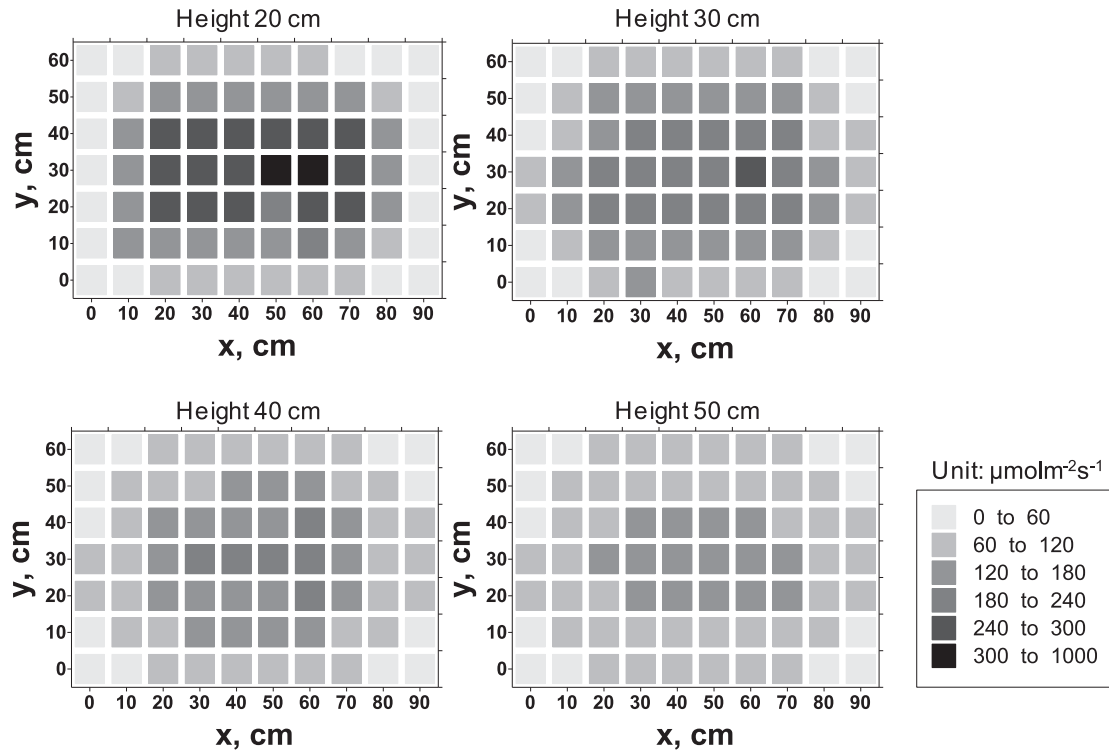 Height 20 cm
60
50
40
30
20
10
0
y, cm
0 10 20 30 40 50 60 70 80 90
x, cm
Height 30 cm
60
50
40
30
20
10
0
y, cm
0 10 20 30 40 50 60 70 80 90
x, cm
Height 40 cm
60
50
40
30
20
10
0
y, cm
0 10 20 30 40 50 60 70 80 90
x, cm
Height 50 cm
60
50
40
30
20
10
0
y, cm
0 10 20 30 40 50 60 70 80 90
x, cm
Unit: µmolm⁻²s⁻¹
0 to 60
60 to 120
120 to 180
180 to 240
240 to 300
300 to 1000